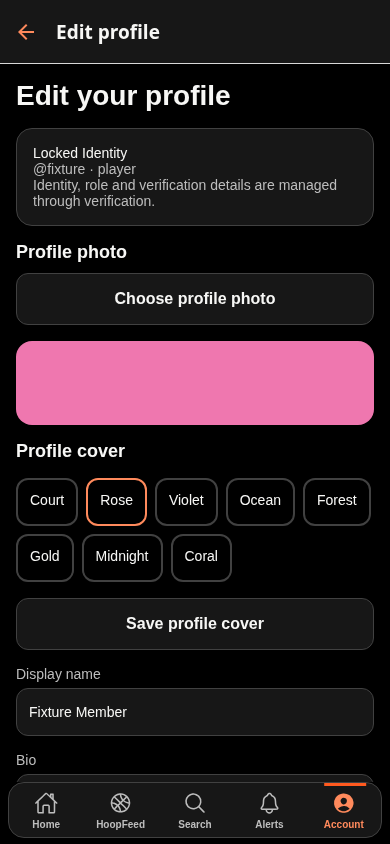 Edit profile
Edit your profile
Locked Identity
@fixture · player
Identity, role and verification details are managed
through verification.
Profile photo
Choose profile photo
Profile cover
Court Rose Violet Ocean Forest
Gold Midnight Coral
Save profile cover
Display name
Fixture Member
Bio
Home HoopFeed Search Alerts Account